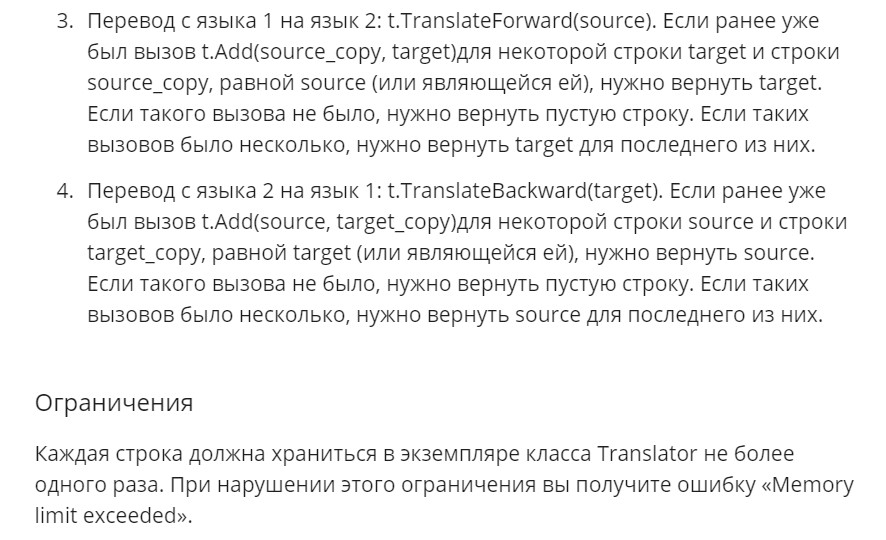 3. Перевод с языка 1 на язык 2: t.TranslateForward(source). Если ранее уже
был вызов t.Add(source_copy, target)для некоторой строки target и строки
source_copy, равной source (или являющейся ей), нужно вернуть target.
Если такого вызова не было, нужно вернуть пустую строку. Если таких
вызовов было несколько, нужно вернуть target для последнего из них.
4. Перевод с языка 2 на язык 1: t.TranslateBackward(target). Если ранее уже
был вызов t.Add(source, target_copy)для некоторой строки source и строки
target_copy, равной target (или являющейся ей), нужно вернуть source.
Если такого вызова не было, нужно вернуть пустую строку. Если таких
вызовов было несколько, нужно вернуть source для последнего из них.
Ограничения
Каждая строка должна храниться в экземпляре класса Translator не более
одного раза. При нарушении этого ограничения вы получите ошибку «Memory
limit exceeded».